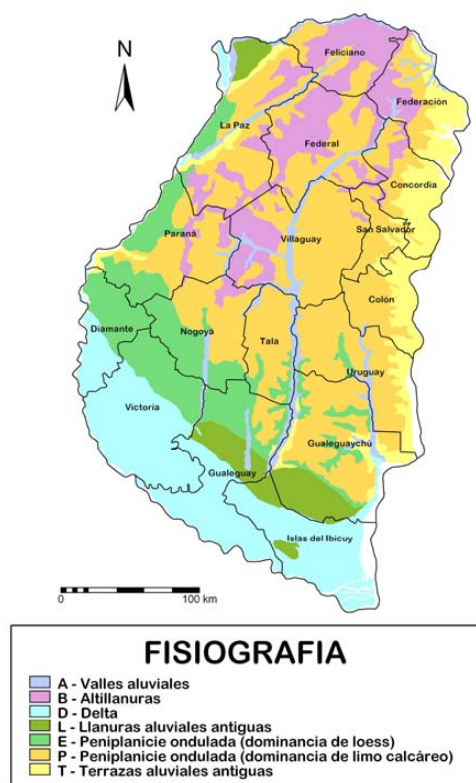 N
Feliciano
Federación
La Paz
Federal
Concordia
Paraná
Villaguay
San Salvador
Colòn
Diamante
Nogoyá
Tala
Uruguay
Victoria
Gualeguaychú
Gualeguay
Islas del Ibicuy
0 100 km
FISIOGRAFIA
A - Valles aluviales
B - Altillanuras
D - Delta
L - Llanuras aluviales antiguas
E - Peniplanicie ondulada (dominancia de loess)
P - Peniplanicie ondulada (dominancia de limo calcáreo)
T - Terrazas aluviales antiguas